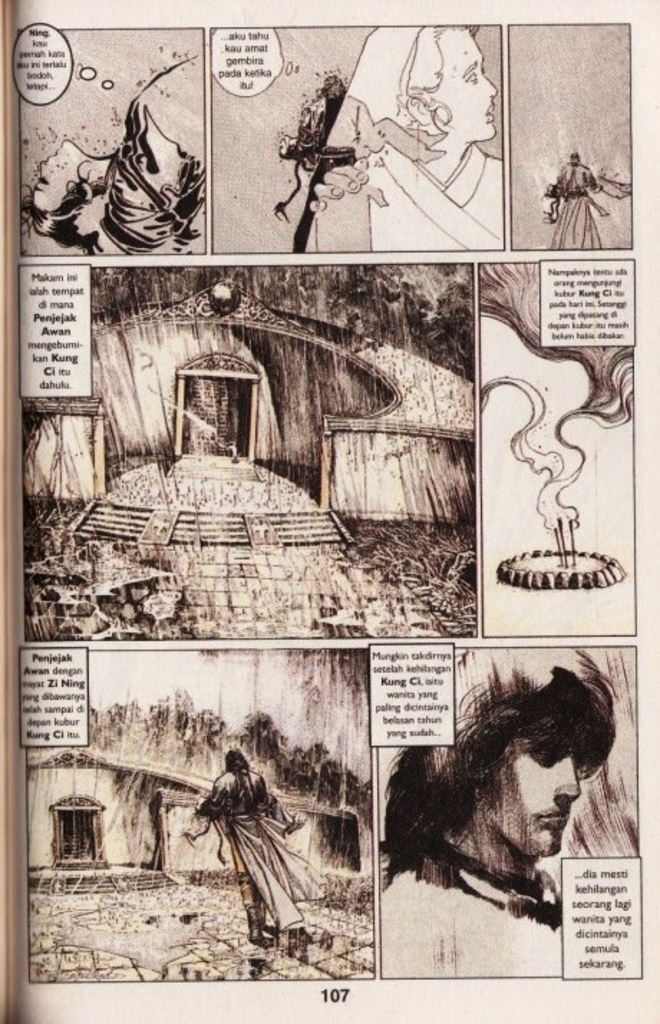 Ning,
kau
pernah kata
aku ini terlalu
bodoh,
tetapi...
...aku tahu
kau amat
gembira
pada ketika
itu!
Makam ini
ialah tempat
di mana
Penjejak
Awan
mengebumi-
kan Kung
Ci itu
dahulu.
Nampaknya tentu ada
orang mengunjungi
kubur Kung Ci itu
pada hari ini. Setanggi
yang dipasang di
depan kubur itu masih
belum habis dibakar.
Penjejak
Awan dengan
mayat Zi Ning
yang dibawanya
telah sampai di
depan kubur
Kung Ci itu.
Mungkin takdirnya
setelah kehilangan
Kung Ci, iaitu
wanita yang
paling dicintainya
belasan tahun
yang sudah...
...dia mesti
kehilangan
seorang lagi
wanita yang
dicintainya
semula
sekarang.
107